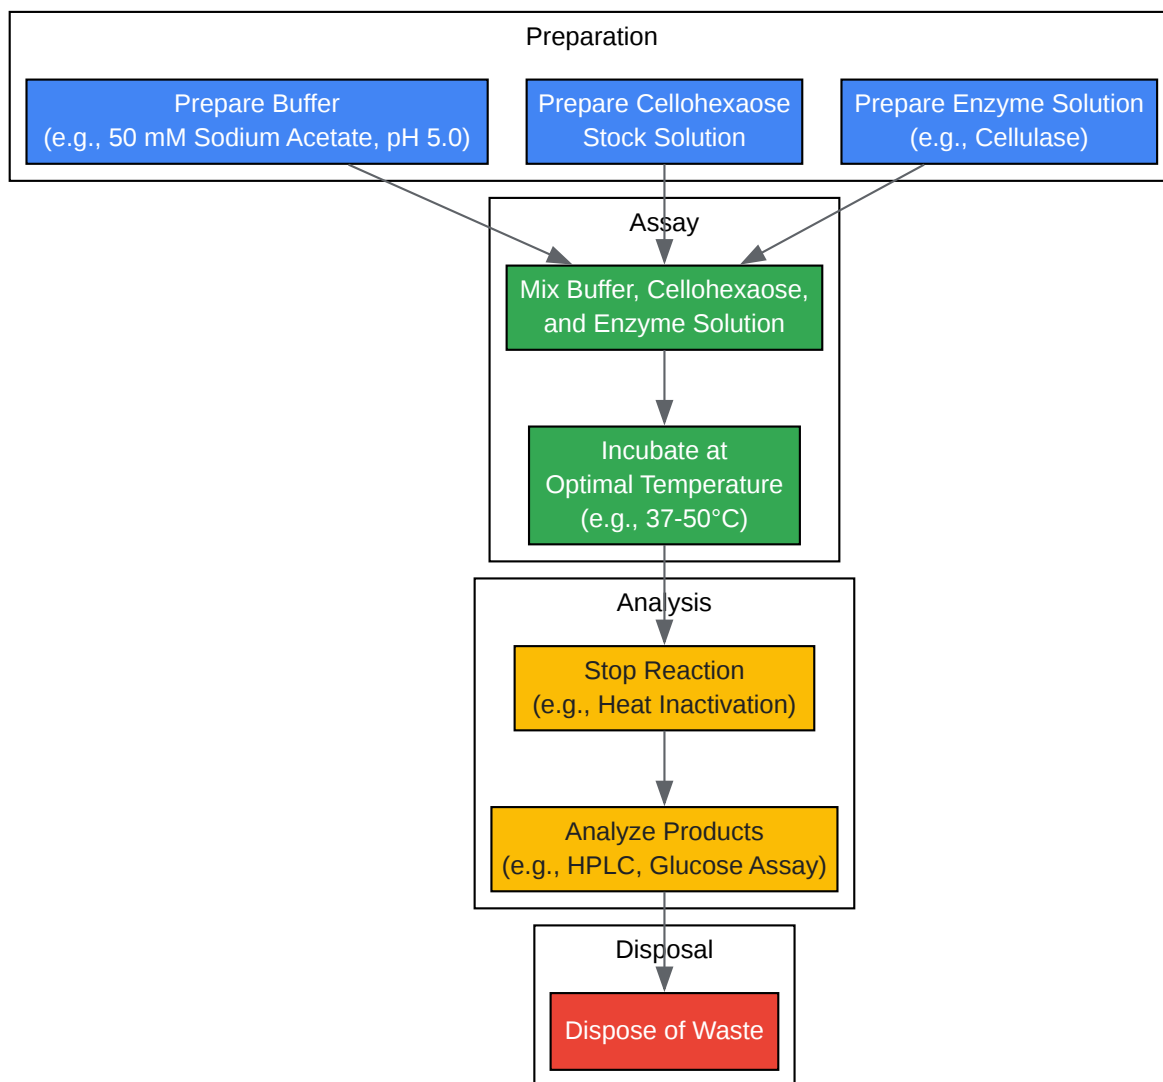 Preparation
Prepare Buffer
(e.g., 50 mM Sodium Acetate, pH 5.0)
Prepare Cellohexaose
Stock Solution
Prepare Enzyme Solution
(e.g., Cellulase)
Assay
Mix Buffer, Cellohexaose,
and Enzyme Solution
Incubate at
Optimal Temperature
(e.g., 37-50°C)
Analysis
Stop Reaction
(e.g., Heat Inactivation)
Analyze Products
(e.g., HPLC, Glucose Assay)
Disposal
Dispose of Waste